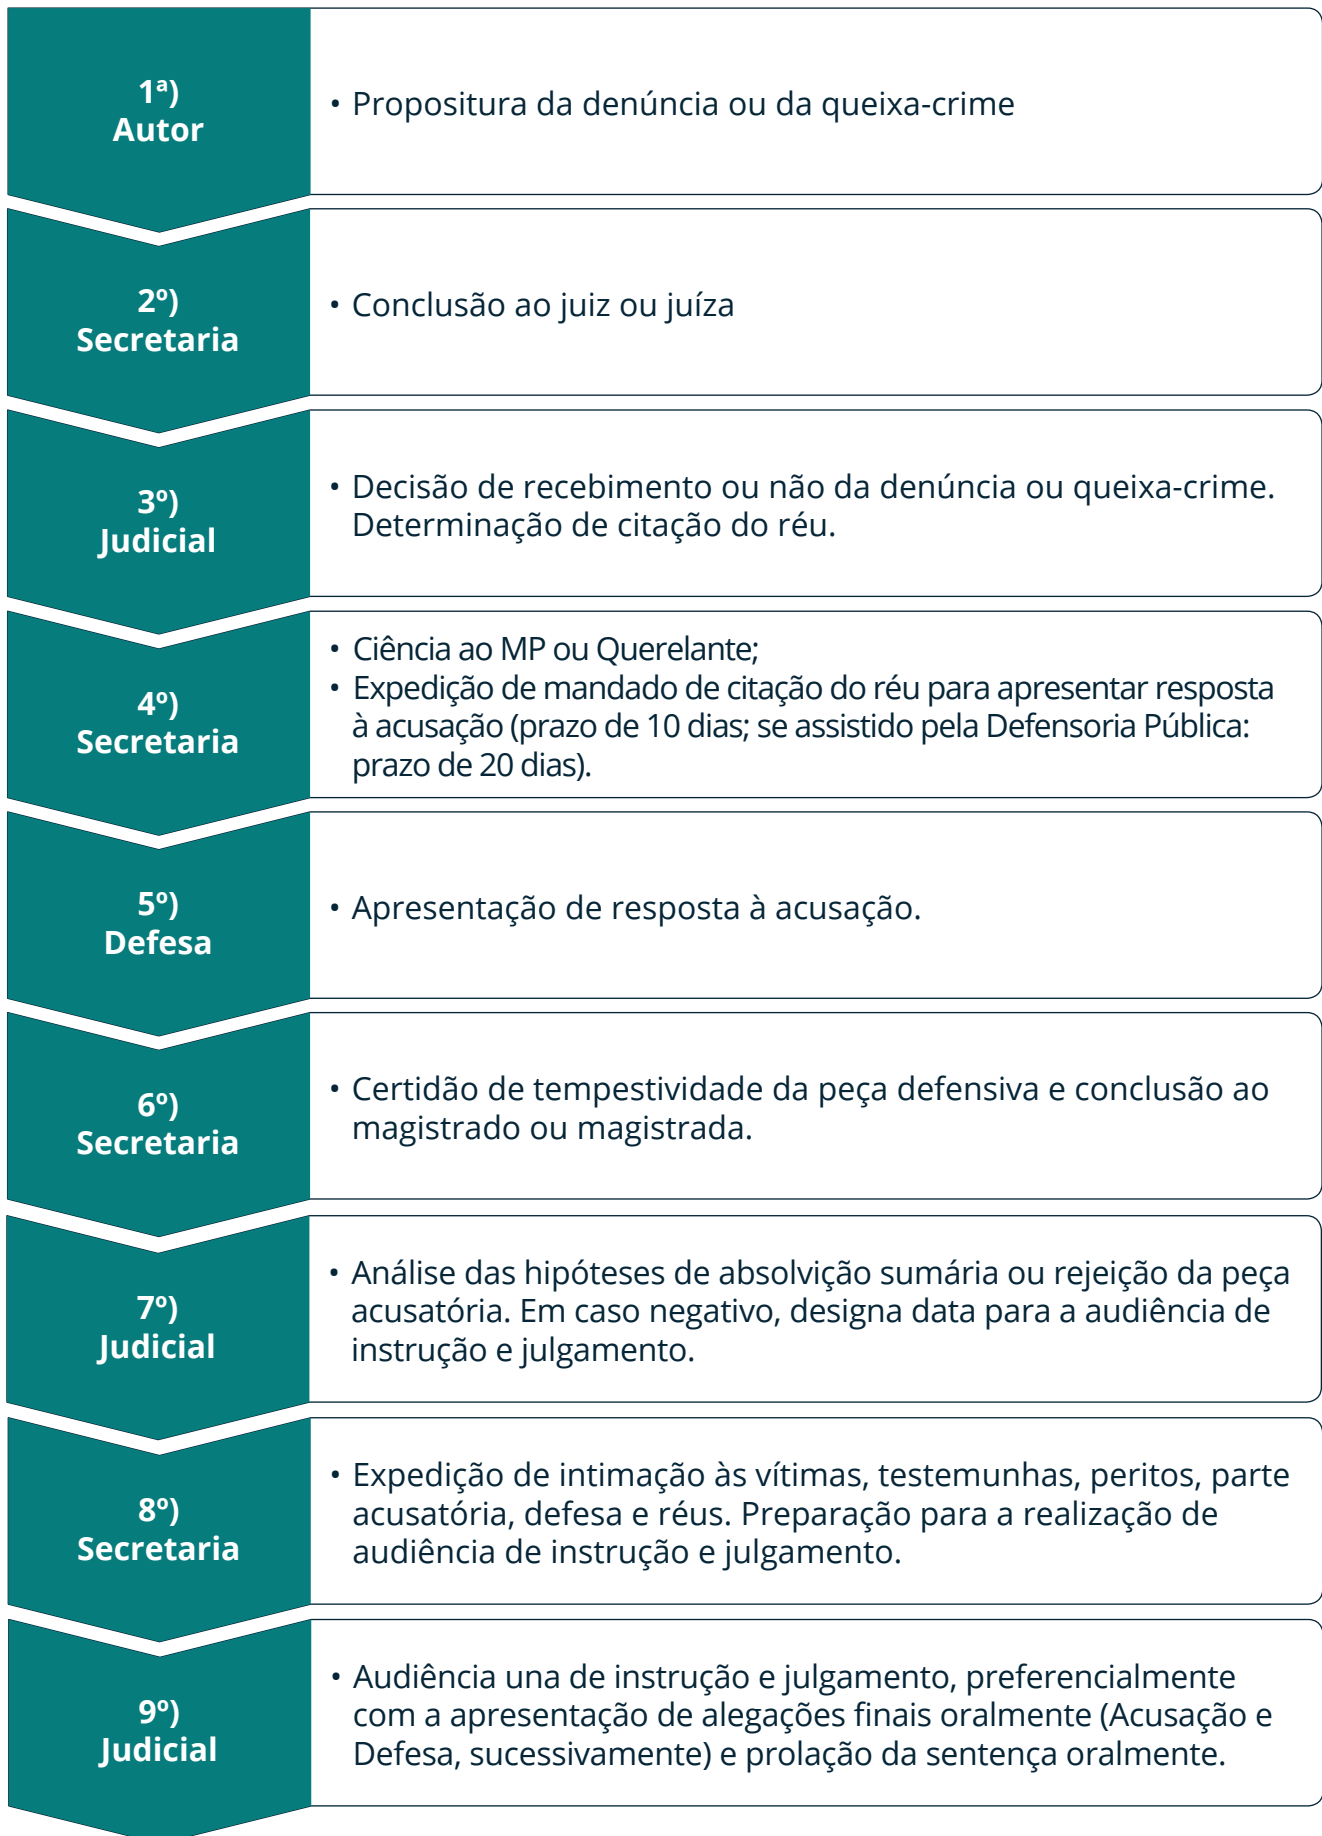 1ª)
Autor
• Propositura da denúncia ou da queixa-crime
2º)
Secretaria
• Conclusão ao juiz ou juíza
3º)
Judicial
• Decisão de recebimento ou não da denúncia ou queixa-crime.
Determinação de citação do réu.
4º)
Secretaria
• Ciência ao MP ou Querelante;
• Expedição de mandado de citação do réu para apresentar resposta
à acusação (prazo de 10 dias; se assistido pela Defensoria Pública:
prazo de 20 dias).
5º)
Defesa
• Apresentação de resposta à acusação.
6º)
Secretaria
• Certidão de tempestividade da peça defensiva e conclusão ao
magistrado ou magistrada.
7º)
Judicial
• Análise das hipóteses de absolvição sumária ou rejeição da peça
acusatória. Em caso negativo, designa data para a audiência de
instrução e julgamento.
8º)
Secretaria
• Expedição de intimação às vítimas, testemunhas, peritos, parte
acusatória, defesa e réus. Preparação para a realização de
audiência de instrução e julgamento.
9º)
Judicial
• Audiência una de instrução e julgamento, preferencialmente
com a apresentação de alegações finais oralmente (Acusação e
Defesa, sucessivamente) e prolação da sentença oralmente.